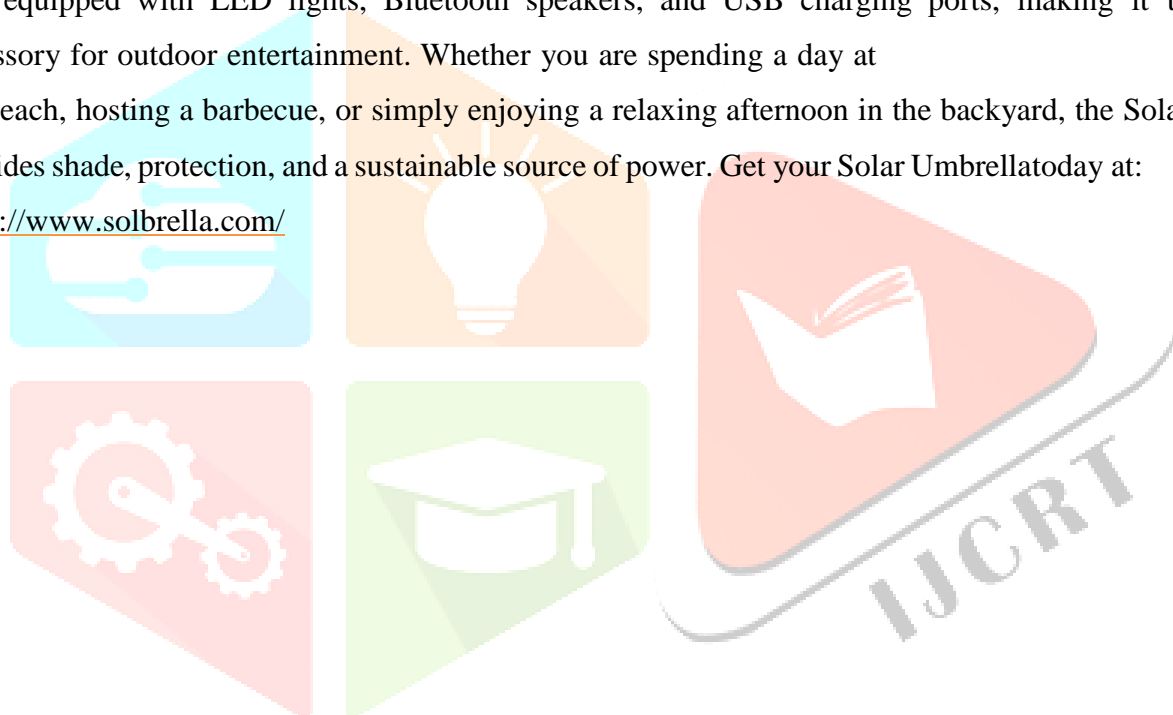 equipped with LED lights, Bluetooth speakers, and USB charging ports, making it t
ssory for outdoor entertainment. Whether you are spending a day at
each, hosting a barbecue, or simply enjoying a relaxing afternoon in the backyard, the Sola
ides shade, protection, and a sustainable source of power. Get your Solar Umbrellatoday at:
://www.solbrella.com/
IJCRT